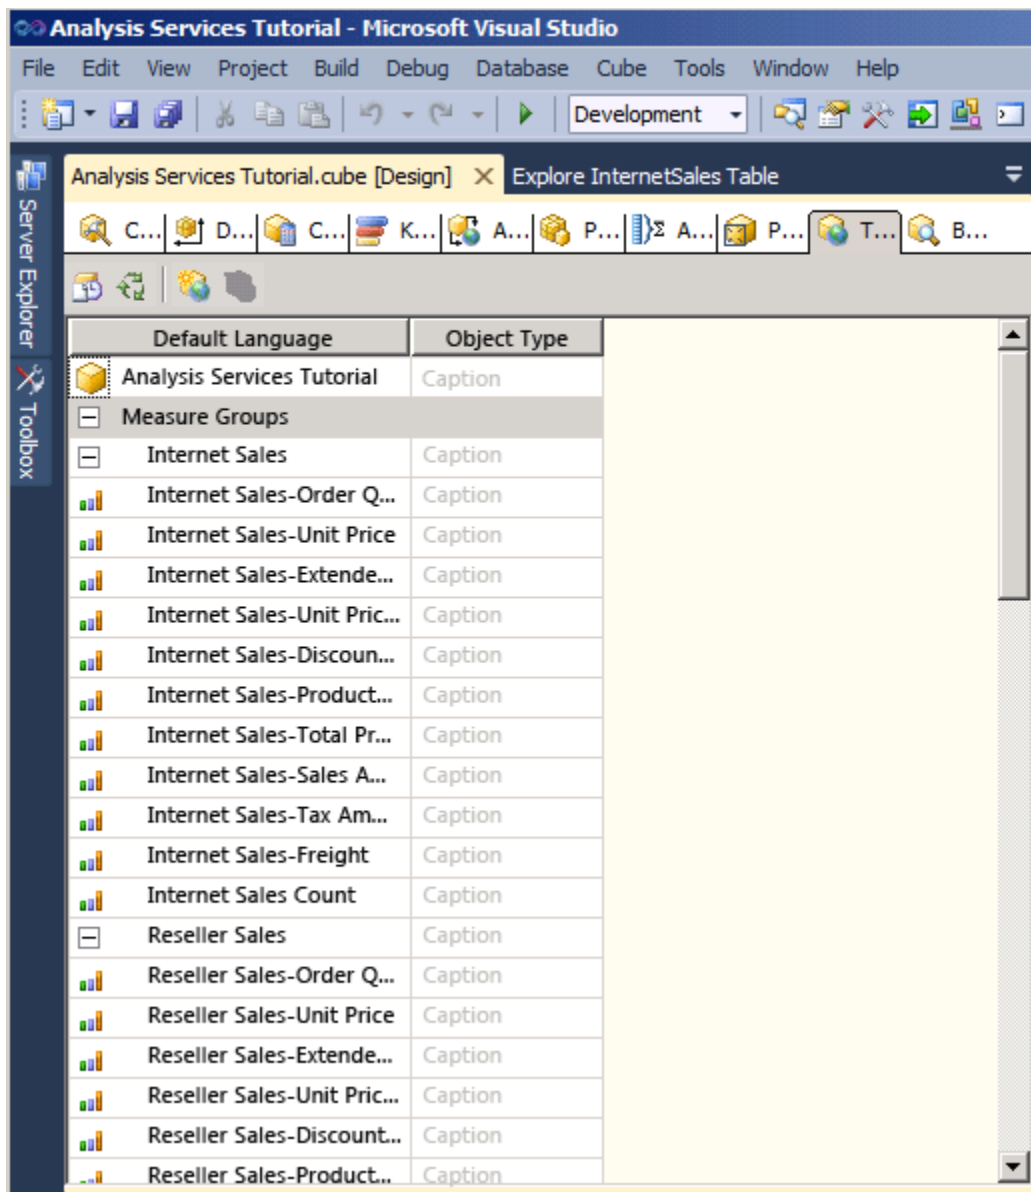 Analysis Services Tutorial - Microsoft Visual Studio
File Edit View Project Build Debug Database Cube Tools Window Help
Development
Server Explorer
Toolbox
Analysis Services Tutorial.cube [Design] Explore InternetSales Table
C... D... C... K... A... P... A... P... T... B...
Default Language Object Type
Analysis Services Tutorial Caption
Measure Groups
Internet Sales Caption
Internet Sales-Order Q... Caption
Internet Sales-Unit Price Caption
Internet Sales-Extende... Caption
Internet Sales-Unit Pric... Caption
Internet Sales-Discoun... Caption
Internet Sales-Product... Caption
Internet Sales-Total Pr... Caption
Internet Sales-Sales A... Caption
Internet Sales-Tax Am... Caption
Internet Sales-Freight Caption
Internet Sales Count Caption
Reseller Sales Caption
Reseller Sales-Order Q... Caption
Reseller Sales-Unit Price Caption
Reseller Sales-Extende... Caption
Reseller Sales-Unit Pric... Caption
Reseller Sales-Discount... Caption
Reseller Sales-Product... Caption